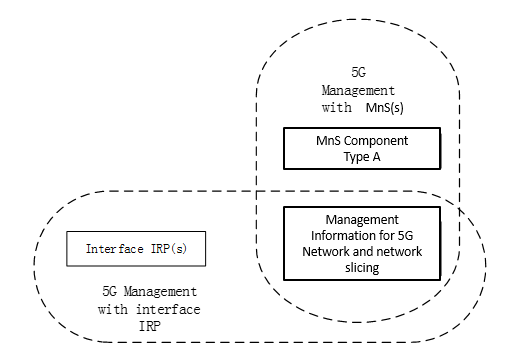 5G
Management
with MnS(s)
MnS Component
Type A
Management
Information for 5G
Network and network
slicing
Interface IRP(s)
5G Management
with interface
IRP